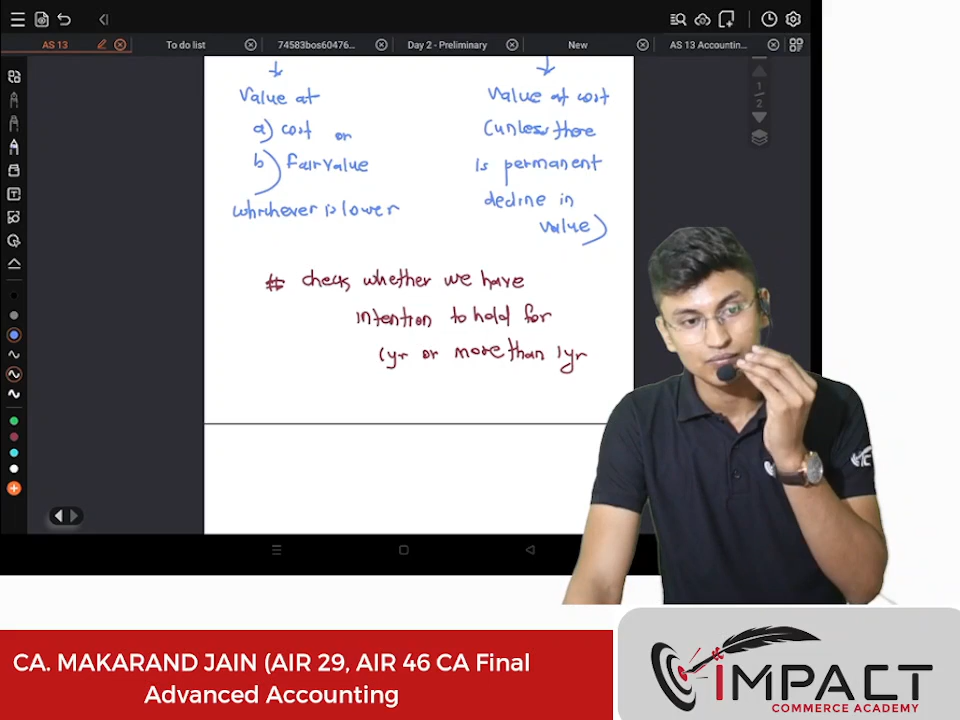 AS 13
To do list
74583bos60476...
Day 2 - Preliminary
New
AS 13 Accountin...
1
2
Value at
a) cost or
b) Fair Value
whichever is lower
Value at cost
(unless there
is permanent
decline in
value)
# check whether we have
intention to hold for
1yr or more than 1yr
CA. MAKARAND JAIN (AIR 29, AIR 46 CA Final
Advanced Accounting
IMPACT
COMMERCE ACADEMY